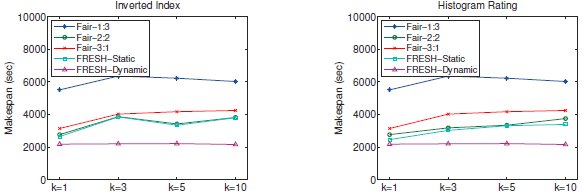 Inverted Index
Makespan (sec)
10000
8000
6000
4000
2000
0
Fair-1:3
Fair-2:2
Fair-3:1
FRESH-Static
FRESH-Dynamic
k=1 k=3 k=5 k=10
Histogram Rating
Makespan (sec)
10000
8000
6000
4000
2000
0
Fair-1:3
Fair-2:2
Fair-3:1
FRESH-Static
FRESH-Dynamic
k=1 k=3 k=5 k=10